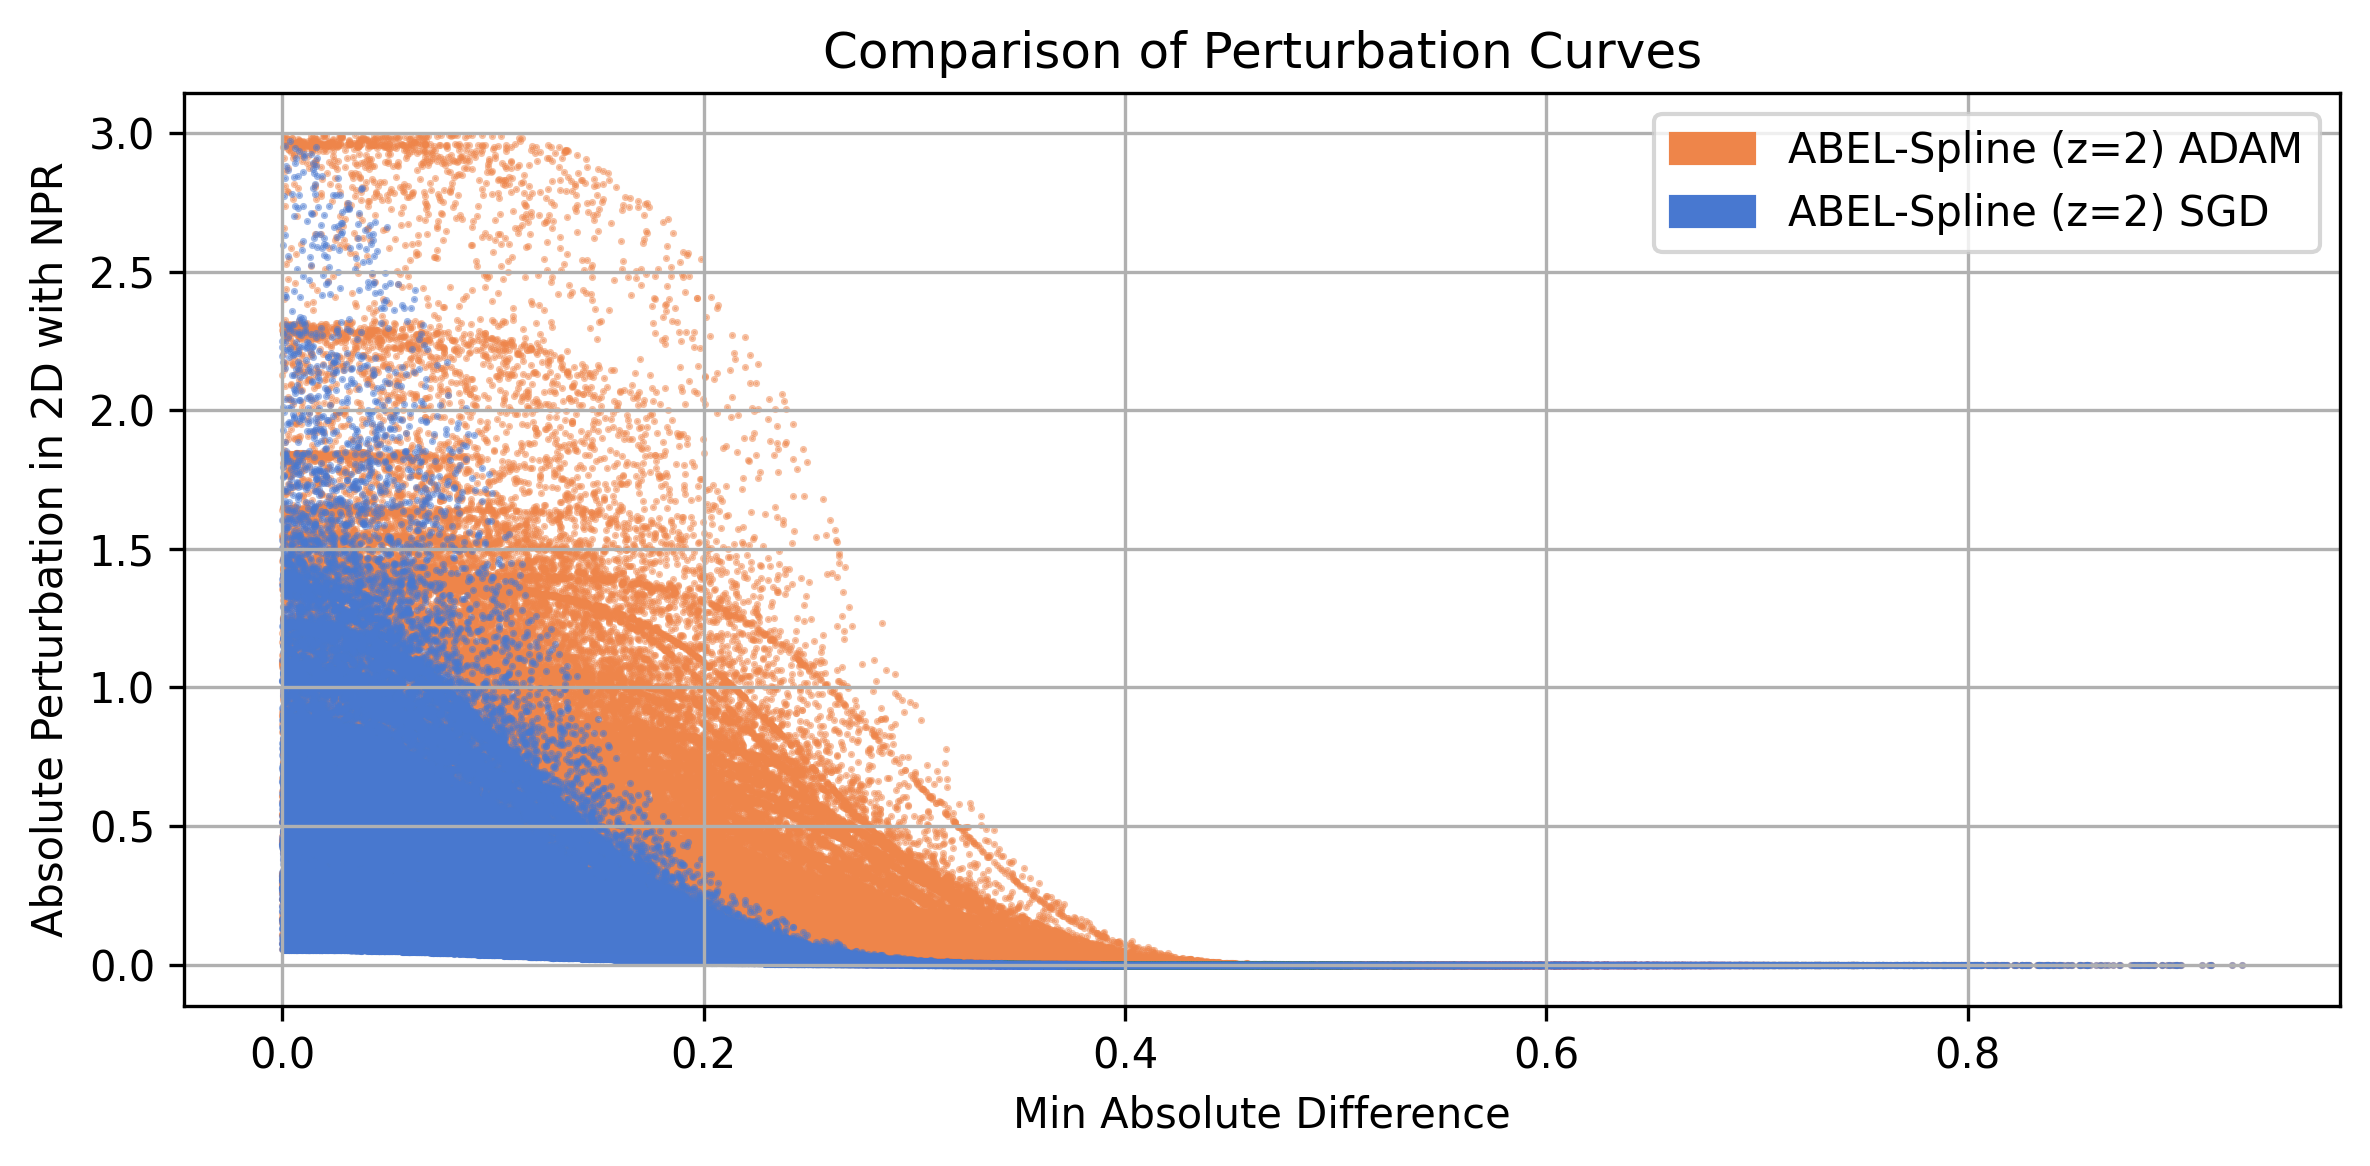 Comparison of Perturbation Curves
ABEL-Spline (z=2) ADAM
ABEL-Spline (z=2) SGD
Absolute Perturbation in 2D with NPR
3.0
2.5
2.0
1.5
1.0
0.5
0.0
0.0 0.2 0.4 0.6 0.8
Min Absolute Difference